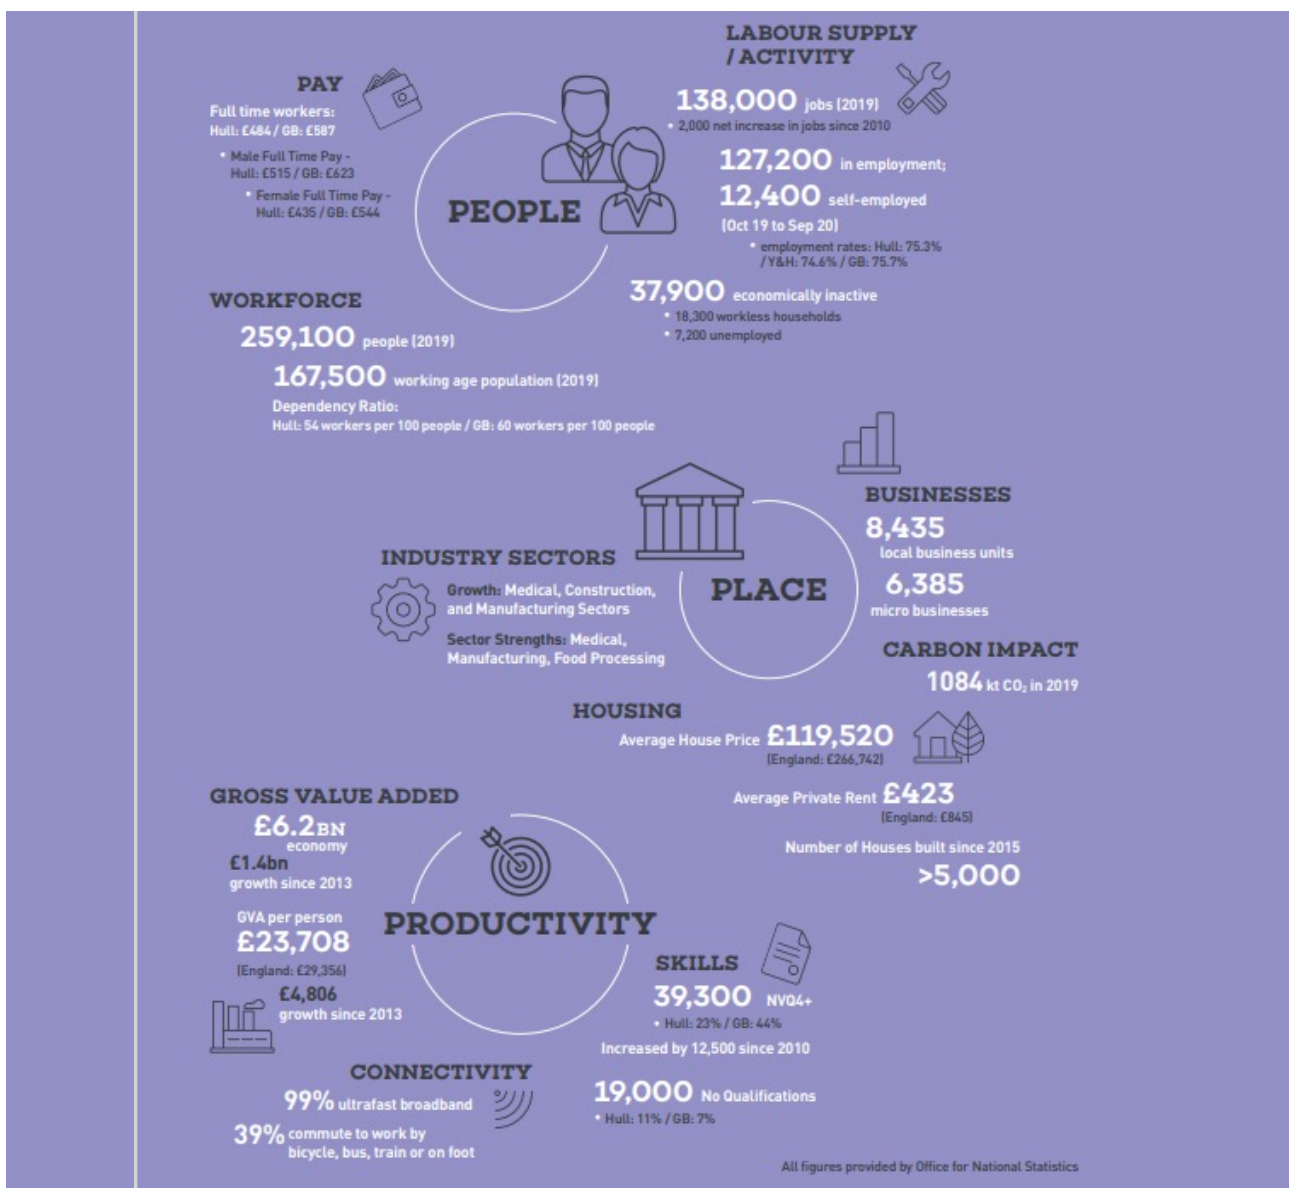 PAY
Full time workers:
Hull: £484 / GB: £587
• Male Full Time Pay -
Hull: £515 / GB: £623
• Female Full Time Pay -
Hull: £435 / GB: £544
PEOPLE
LABOUR SUPPLY
/ ACTIVITY
138,000 jobs (2019)
• 2,000 net increase in jobs since 2010
127,200 in employment;
12,400 self-employed
(Oct 19 to Sep 20)
• employment rates: Hull: 75.3%
/ Y&H: 74.6% / GB: 75.7%
37,900 economically inactive
• 18,300 workless households
• 7,200 unemployed
WORKFORCE
259,100 people (2019)
167,500 working age population (2019)
Dependency Ratio:
Hull: 54 workers per 100 people / GB: 60 workers per 100 people
PLACE
BUSINESSES
8,435
local business units
6,385
micro businesses
INDUSTRY SECTORS
Growth: Medical, Construction,
and Manufacturing Sectors
Sector Strengths: Medical,
Manufacturing, Food Processing
CARBON IMPACT
1084 kt CO₂ in 2019
HOUSING
Average House Price £119,520
(England: £266,742)
Average Private Rent £423
(England: £845)
Number of Houses built since 2015
>5,000
GROSS VALUE ADDED
£6.2BN
economy
£1.4bn
growth since 2013
GVA per person
£23,708
(England: £29,356)
£4,806
growth since 2013
PRODUCTIVITY
SKILLS
39,300 NVQ4+
• Hull: 23% / GB: 44%
Increased by 12,500 since 2010
19,000 No Qualifications
• Hull: 11% / GB: 7%
CONNECTIVITY
99% ultrafast broadband
39% commute to work by
bicycle, bus, train or on foot
All figures provided by Office for National Statistics